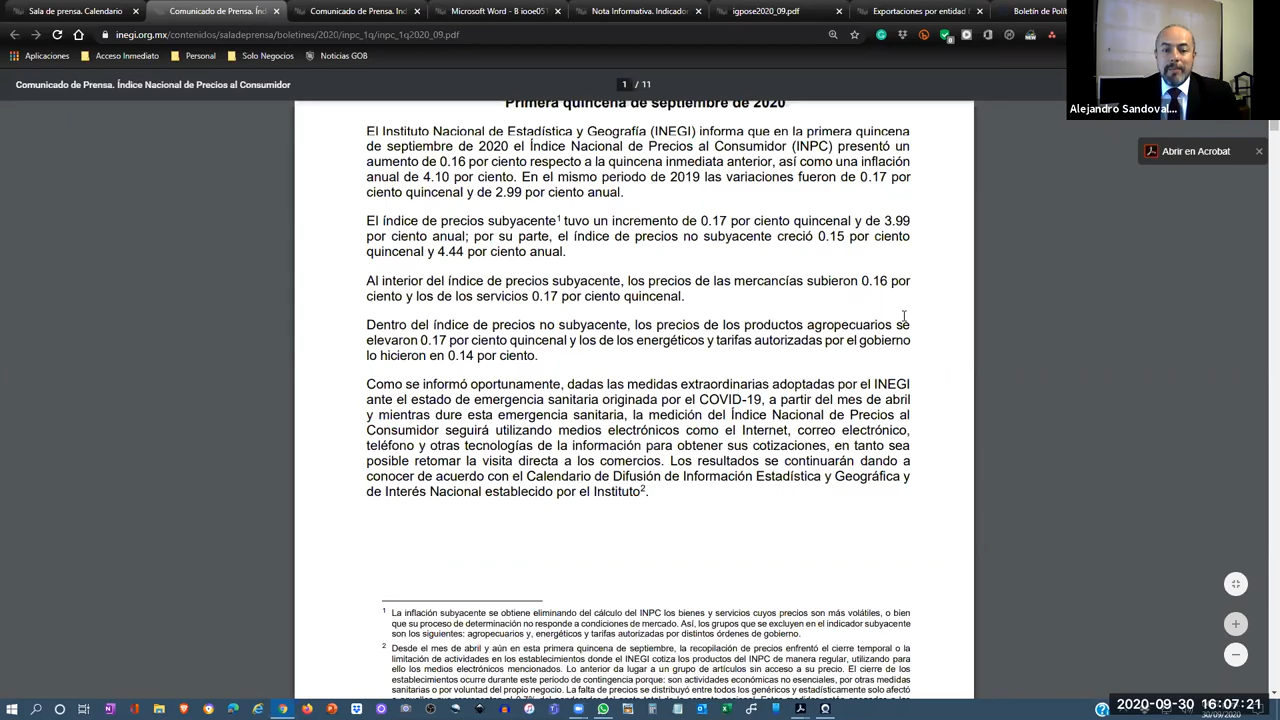 Sala de prensa. Calendario
Comunicado de Prensa. Índ
Comunicado de Prensa. Índ
Microsoft Word - B iooe05
Nota Informativa. Indicador
igpose2020_09.pdf
Exportaciones por entidad
Boletín de Polí
inegi.org.mx/contenidos/saladeprensa/boletines/2020/inpc_1q/inpc_1q2020_09.pdf
Aplicaciones
Acceso Inmediato
Personal
Solo Negocios
Noticias GOB
Comunicado de Prensa. Índice Nacional de Precios al Consumidor
1 / 11
Alejandro Sandoval...
Abrir en Acrobat
Primera quincena de septiembre de 2020
El Instituto Nacional de Estadística y Geografía (INEGI) informa que en la primera quincena
de septiembre de 2020 el Índice Nacional de Precios al Consumidor (INPC) presentó un
aumento de 0.16 por ciento respecto a la quincena inmediata anterior, así como una inflación
anual de 4.10 por ciento. En el mismo periodo de 2019 las variaciones fueron de 0.17 por
ciento quincenal y de 2.99 por ciento anual.
El índice de precios subyacente1 tuvo un incremento de 0.17 por ciento quincenal y de 3.99
por ciento anual; por su parte, el índice de precios no subyacente creció 0.15 por ciento
quincenal y 4.44 por ciento anual.
Al interior del índice de precios subyacente, los precios de las mercancías subieron 0.16 por
ciento y los de los servicios 0.17 por ciento quincenal.
Dentro del índice de precios no subyacente, los precios de los productos agropecuarios se
elevaron 0.17 por ciento quincenal y los de los energéticos y tarifas autorizadas por el gobierno
lo hicieron en 0.14 por ciento.
Como se informó oportunamente, dadas las medidas extraordinarias adoptadas por el INEGI
ante el estado de emergencia sanitaria originada por el COVID-19, a partir del mes de abril
y mientras dure esta emergencia sanitaria, la medición del Índice Nacional de Precios al
Consumidor seguirá utilizando medios electrónicos como el Internet, correo electrónico,
teléfono y otras tecnologías de la información para obtener sus cotizaciones, en tanto sea
posible retomar la visita directa a los comercios. Los resultados se continuarán dando a
conocer de acuerdo con el Calendario de Difusión de Información Estadística y Geográfica y
de Interés Nacional establecido por el Instituto2.
1 La inflación subyacente se obtiene eliminando del cálculo del INPC los bienes y servicios cuyos precios son más volátiles, o bien
que su proceso de determinación no responde a condiciones de mercado. Así, los grupos que se excluyen en el indicador subyacente
son los siguientes: agropecuarios y, energéticos y tarifas autorizadas por distintos órdenes de gobierno.
2 Desde el mes de abril y aún en esta primera quincena de septiembre, la recopilación de precios enfrentó el cierre temporal o la
limitación de actividades en los establecimientos donde el INEGI cotiza los productos del INPC de manera regular, utilizando para
ello los medios electrónicos mencionados. Lo anterior da lugar a un grupo de artículos sin acceso a su precio. El cierre de los
establecimientos ocurre durante este periodo de contingencia porque: son actividades económicas no esenciales, por otras medidas
sanitarias o por voluntad del propio negocio. La falta de precios se distribuyó entre todos los genéricos y estadísticamente solo afectó
2020-09-30 16:07:21
30/09/2020